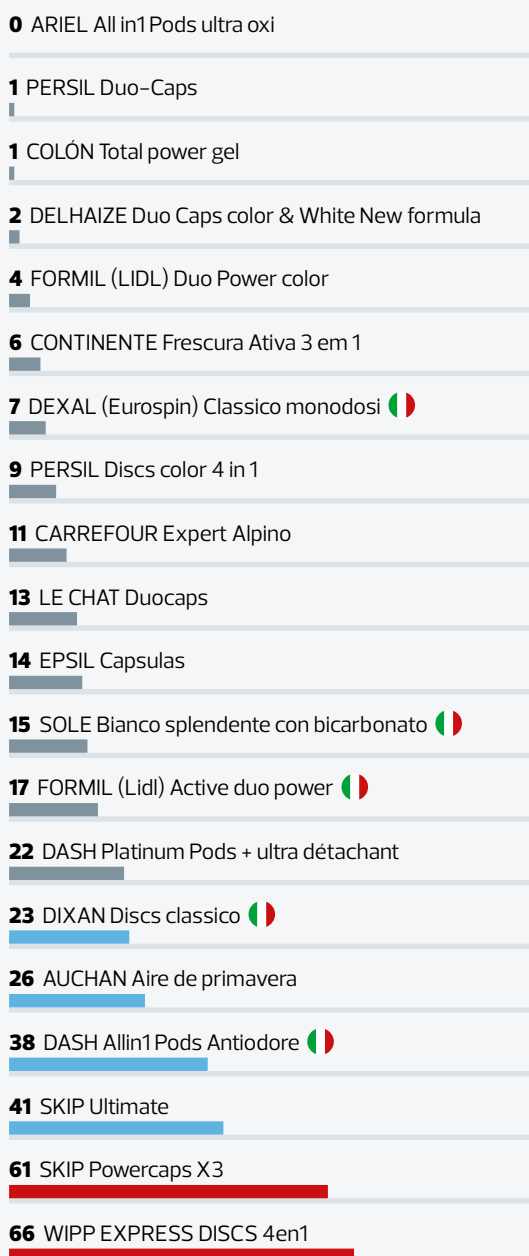 0 ARIEL All in1 Pods ultra oxi
1 PERSIL Duo-Caps
1 COLÓN Total power gel
2 DELHAIZE Duo Caps color & White New formula
4 FORMIL (LIDL) Duo Power color
6 CONTINENTE Frescura Ativa 3 em 1
7 DEXAL (Eurospin) Classico monodosi
9 PERSIL Discs color 4 in 1
11 CARREFOUR Expert Alpino
13 LE CHAT Duocaps
14 EPSIL Capsulas
15 SOLE Bianco splendente con bicarbonato
17 FORMIL (Lidl) Active duo power
22 DASH Platinum Pods + ultra détachant
23 DIXAN Discs classico
26 AUCHAN Aire de primavera
38 DASH Allin1 Pods Antiodore
41 SKIP Ultimate
61 SKIP Powercaps X3
66 WIPP EXPRESS DISCS 4en1